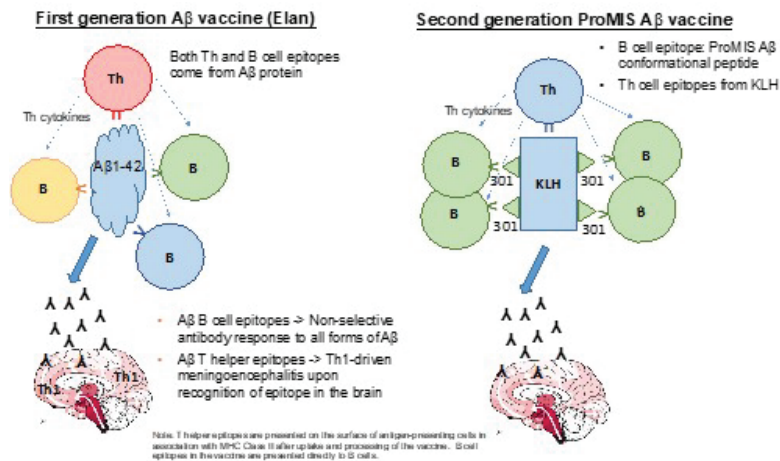 First generation Aβ vaccine (Elan)
Both Th and B cell epitopes
come from Aβ protein
Th
Th cytokines
Aβ1-42
B
B
B
Aβ B cell epitopes -> Non-selective
antibody response to all forms of Aβ
Aβ T helper epitopes -> Th1-driven
meningoencephalitis upon
recognition of epitope in the brain
Th1
Th1
Second generation ProMIS Aβ vaccine
B cell epitope: ProMIS Aβ
conformational peptide
Th cell epitopes from KLH
Th
Th cytokines
B
B
301
KLH
301
B
B
301
301
Note: T helper epitopes are presented on the surface of antigen-presenting cells in
association with MHC Class II after uptake and processing of the vaccine. B cell
epitopes in the vaccine are presented directly to B cells.